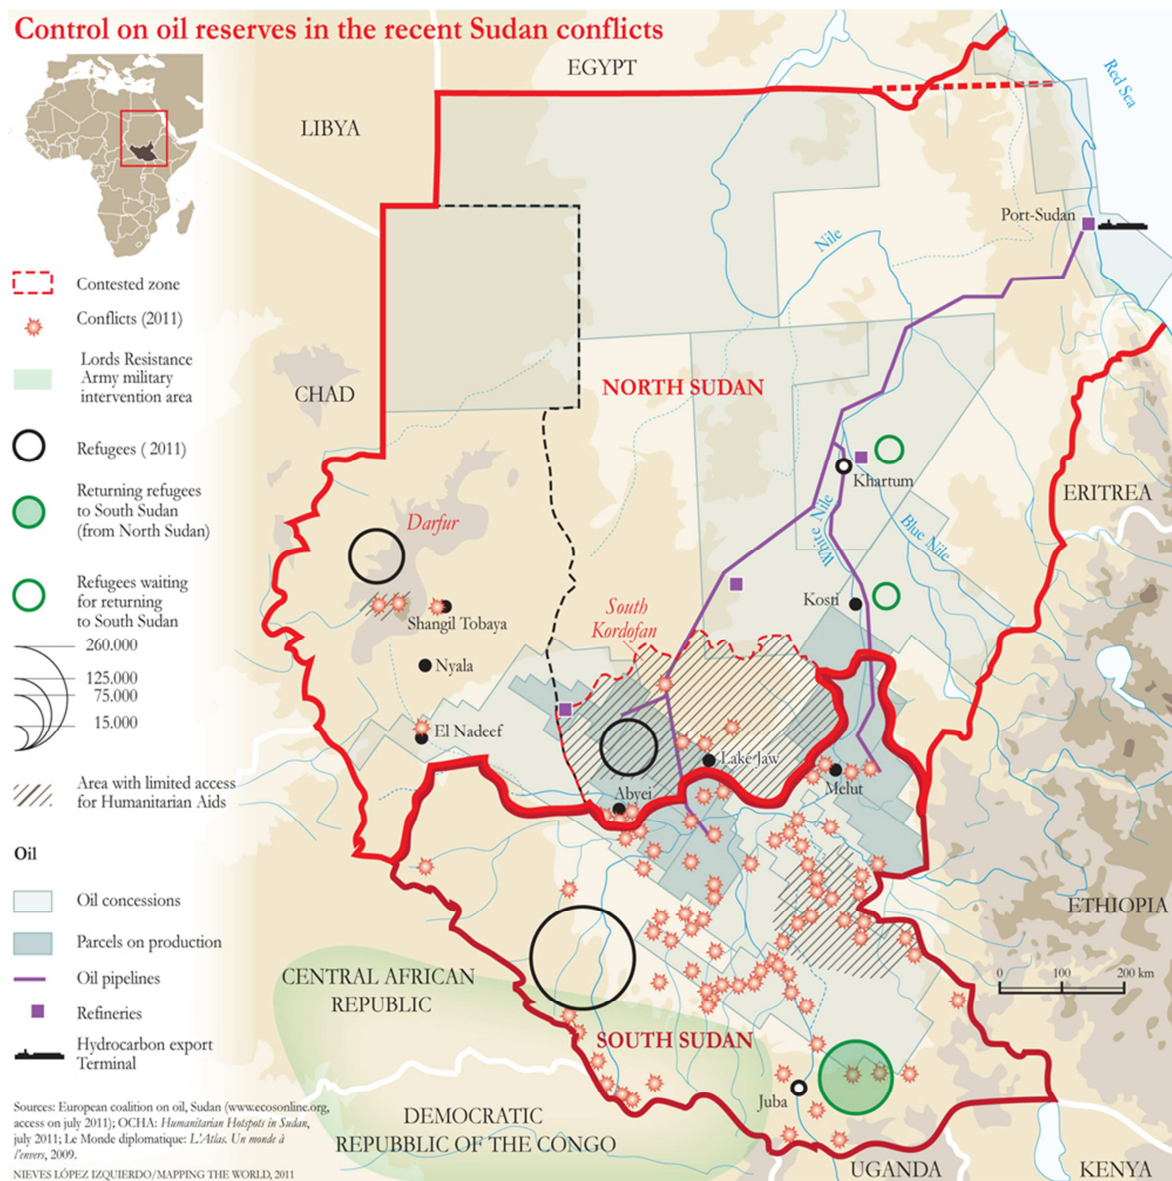 Control on oil reserves in the recent Sudan conflicts
EGYPT
Red Sea
LIBYA
Port-Sudan
Nile
Contested zone
Conflicts (2011)
Lords Resistance
Army military
intervention area
CHAD
NORTH SUDAN
Refugees ( 2011)
Khartum
ERITREA
Returning refugees
to South Sudan
(from North Sudan)
Darfur
White Nile
Blue Nile
Refugees waiting
for returning
to South Sudan
Kosti
South
Kordofan
Shangil Tobaya
260.000
125.000
75.000
15.000
Nyala
El Nadeef
Lake Jaw
Melut
Abyei
Area with limited access
for Humanitarian Aids
Oil
Oil concessions
ETHIOPIA
Parcels on production
Oil pipelines
CENTRAL AFRICAN
REPUBLIC
0 100 200 km
Refineries
SOUTH SUDAN
Hydrocarbon export
Terminal
Juba
DEMOCRATIC
REPUBBLIC OF THE CONGO
UGANDA
KENYA
Sources: European coalition on oil, Sudan (www.ecosonline.org,
access on july 2011); OCHA: Humanitarian Hotspots in Sudan,
july 2011; Le Monde diplomatique: L'Atlas. Un monde à
l'envers, 2009.
NIEVES LÓPEZ IZQUIERDO/MAPPING THE WORLD, 2011